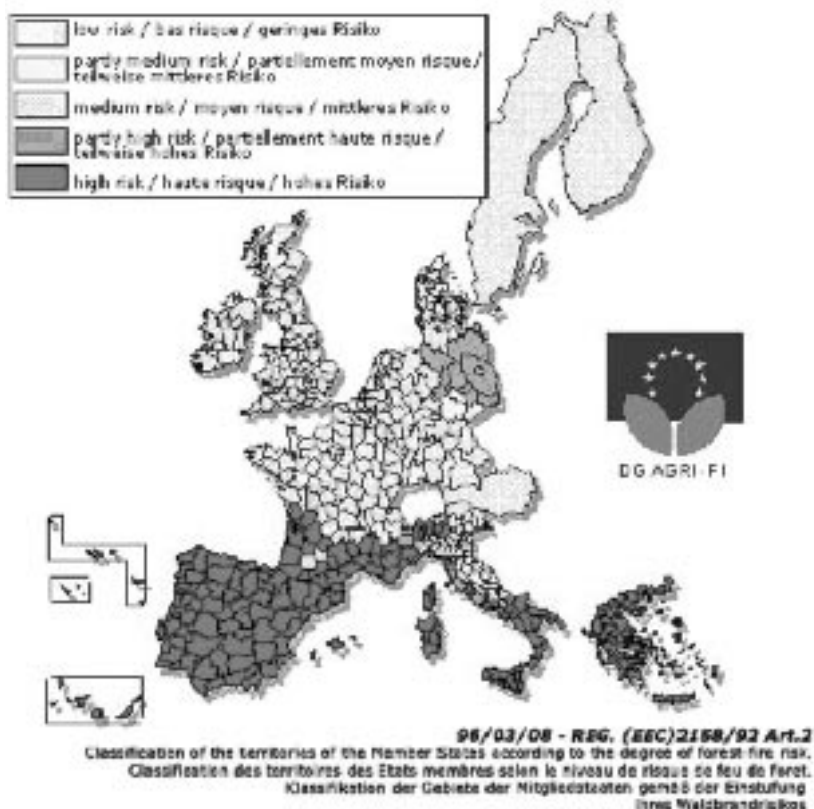 low risk / bas risque / geringes Risiko
partly medium risk / partiellement moyen risque /
teilweise mittleres Risiko
medium risk / moyen risque / mittleres Risiko
partly high risk / partiellement haute risque /
teilweise hohes Risiko
high risk / haute risque / hohes Risiko
DG AGRI-FI
96/03/08 - REG. (EEC)2158/92 Art.2
Classification of the territories of the Member States according to the degree of forest-fire risk.
Classification des territoires des Etats membres selon le niveau de risque de feu de Foret.
Klassifikation der Gebiete der Mitgliedstaaten gemäß der Einstufung
Ihres Walsbrandrisikos